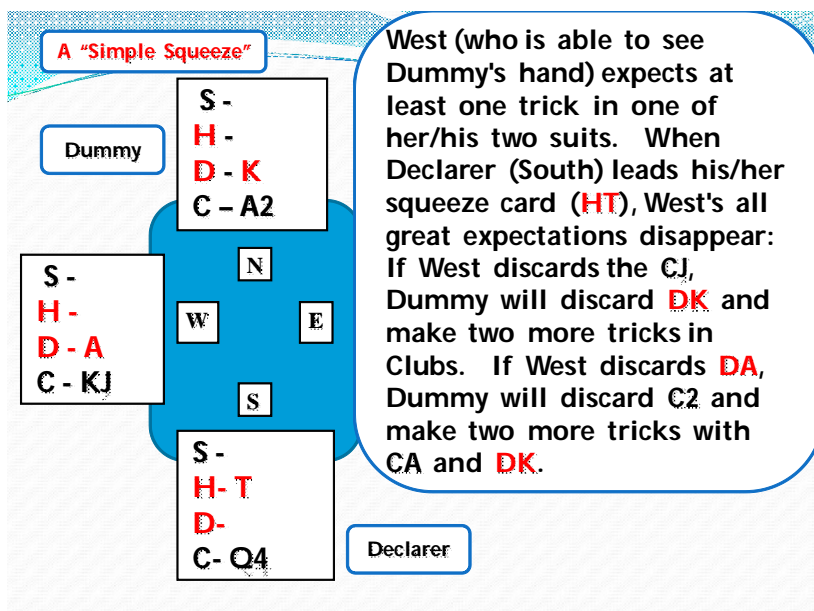 A “Simple Squeeze”
S -
H -
D - K
C – A2
Dummy
West (who is able to see
Dummy's hand) expects at
least one trick in one of
her/his two suits. When
Declarer (South) leads his/her
squeeze card (HT), West's all
great expectations disappear:
If West discards the CJ,
Dummy will discard DK and
make two more tricks in
Clubs. If West discards DA,
Dummy will discard C2 and
make two more tricks with
CA and DK.
N
S -
H -
D - A
C - KJ
W
E
S
S -
H- T
D-
C- Q4
Declarer